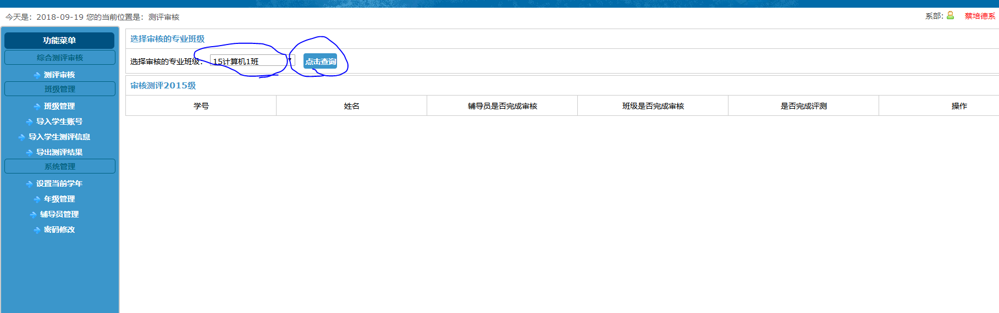 今天是：2018-09-19 您的当前位置是：测评审核
系部: 蔡培德系
功能菜单
综合测评审核
测评审核
班级管理
班级管理
导入学生账号
导入学生测评信息
导出测评结果
系统管理
设置当前学年
年级管理
辅导员管理
密码修改
选择审核的专业班级
选择审核的专业班级： 15计算机1班 点击查询
审核测评2015级
学号 姓名 辅导员是否完成审核 班级是否完成审核 是否完成评测 操作